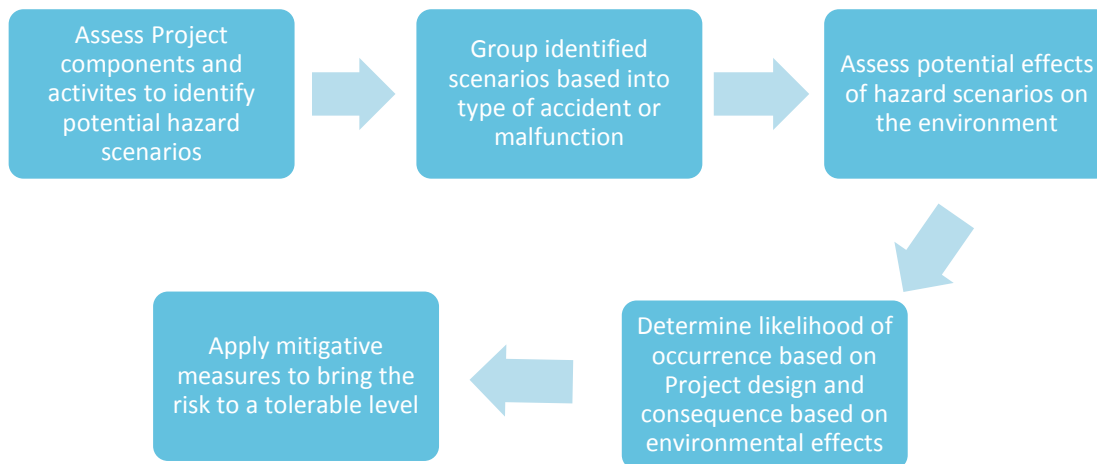 Assess Project
components and
activites to identify
potential hazard
scenarios
Group identified
scenarios based into
type of accident or
malfunction
Assess potential effects
of hazard scenarios on
the environment
Determine likelihood of
occurrence based on
Project design and
consequence based on
environmental effects
Apply mitigative
measures to bring the
risk to a tolerable level